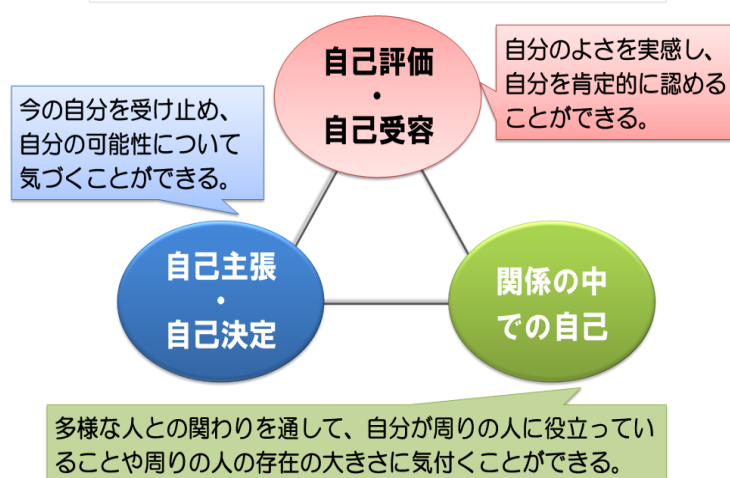 自己評価
・
自己受容
自分のよさを実感し、
自分を肯定的に認める
ことができる。
今の自分を受け止め、
自分の可能性について
気づくことができる。
自己主張
・
自己決定
関係の中
での自己
多様な人との関わりを通して、自分が周りの人に役立ってい
ることや周りの人の存在の大きさに気付くことができる。